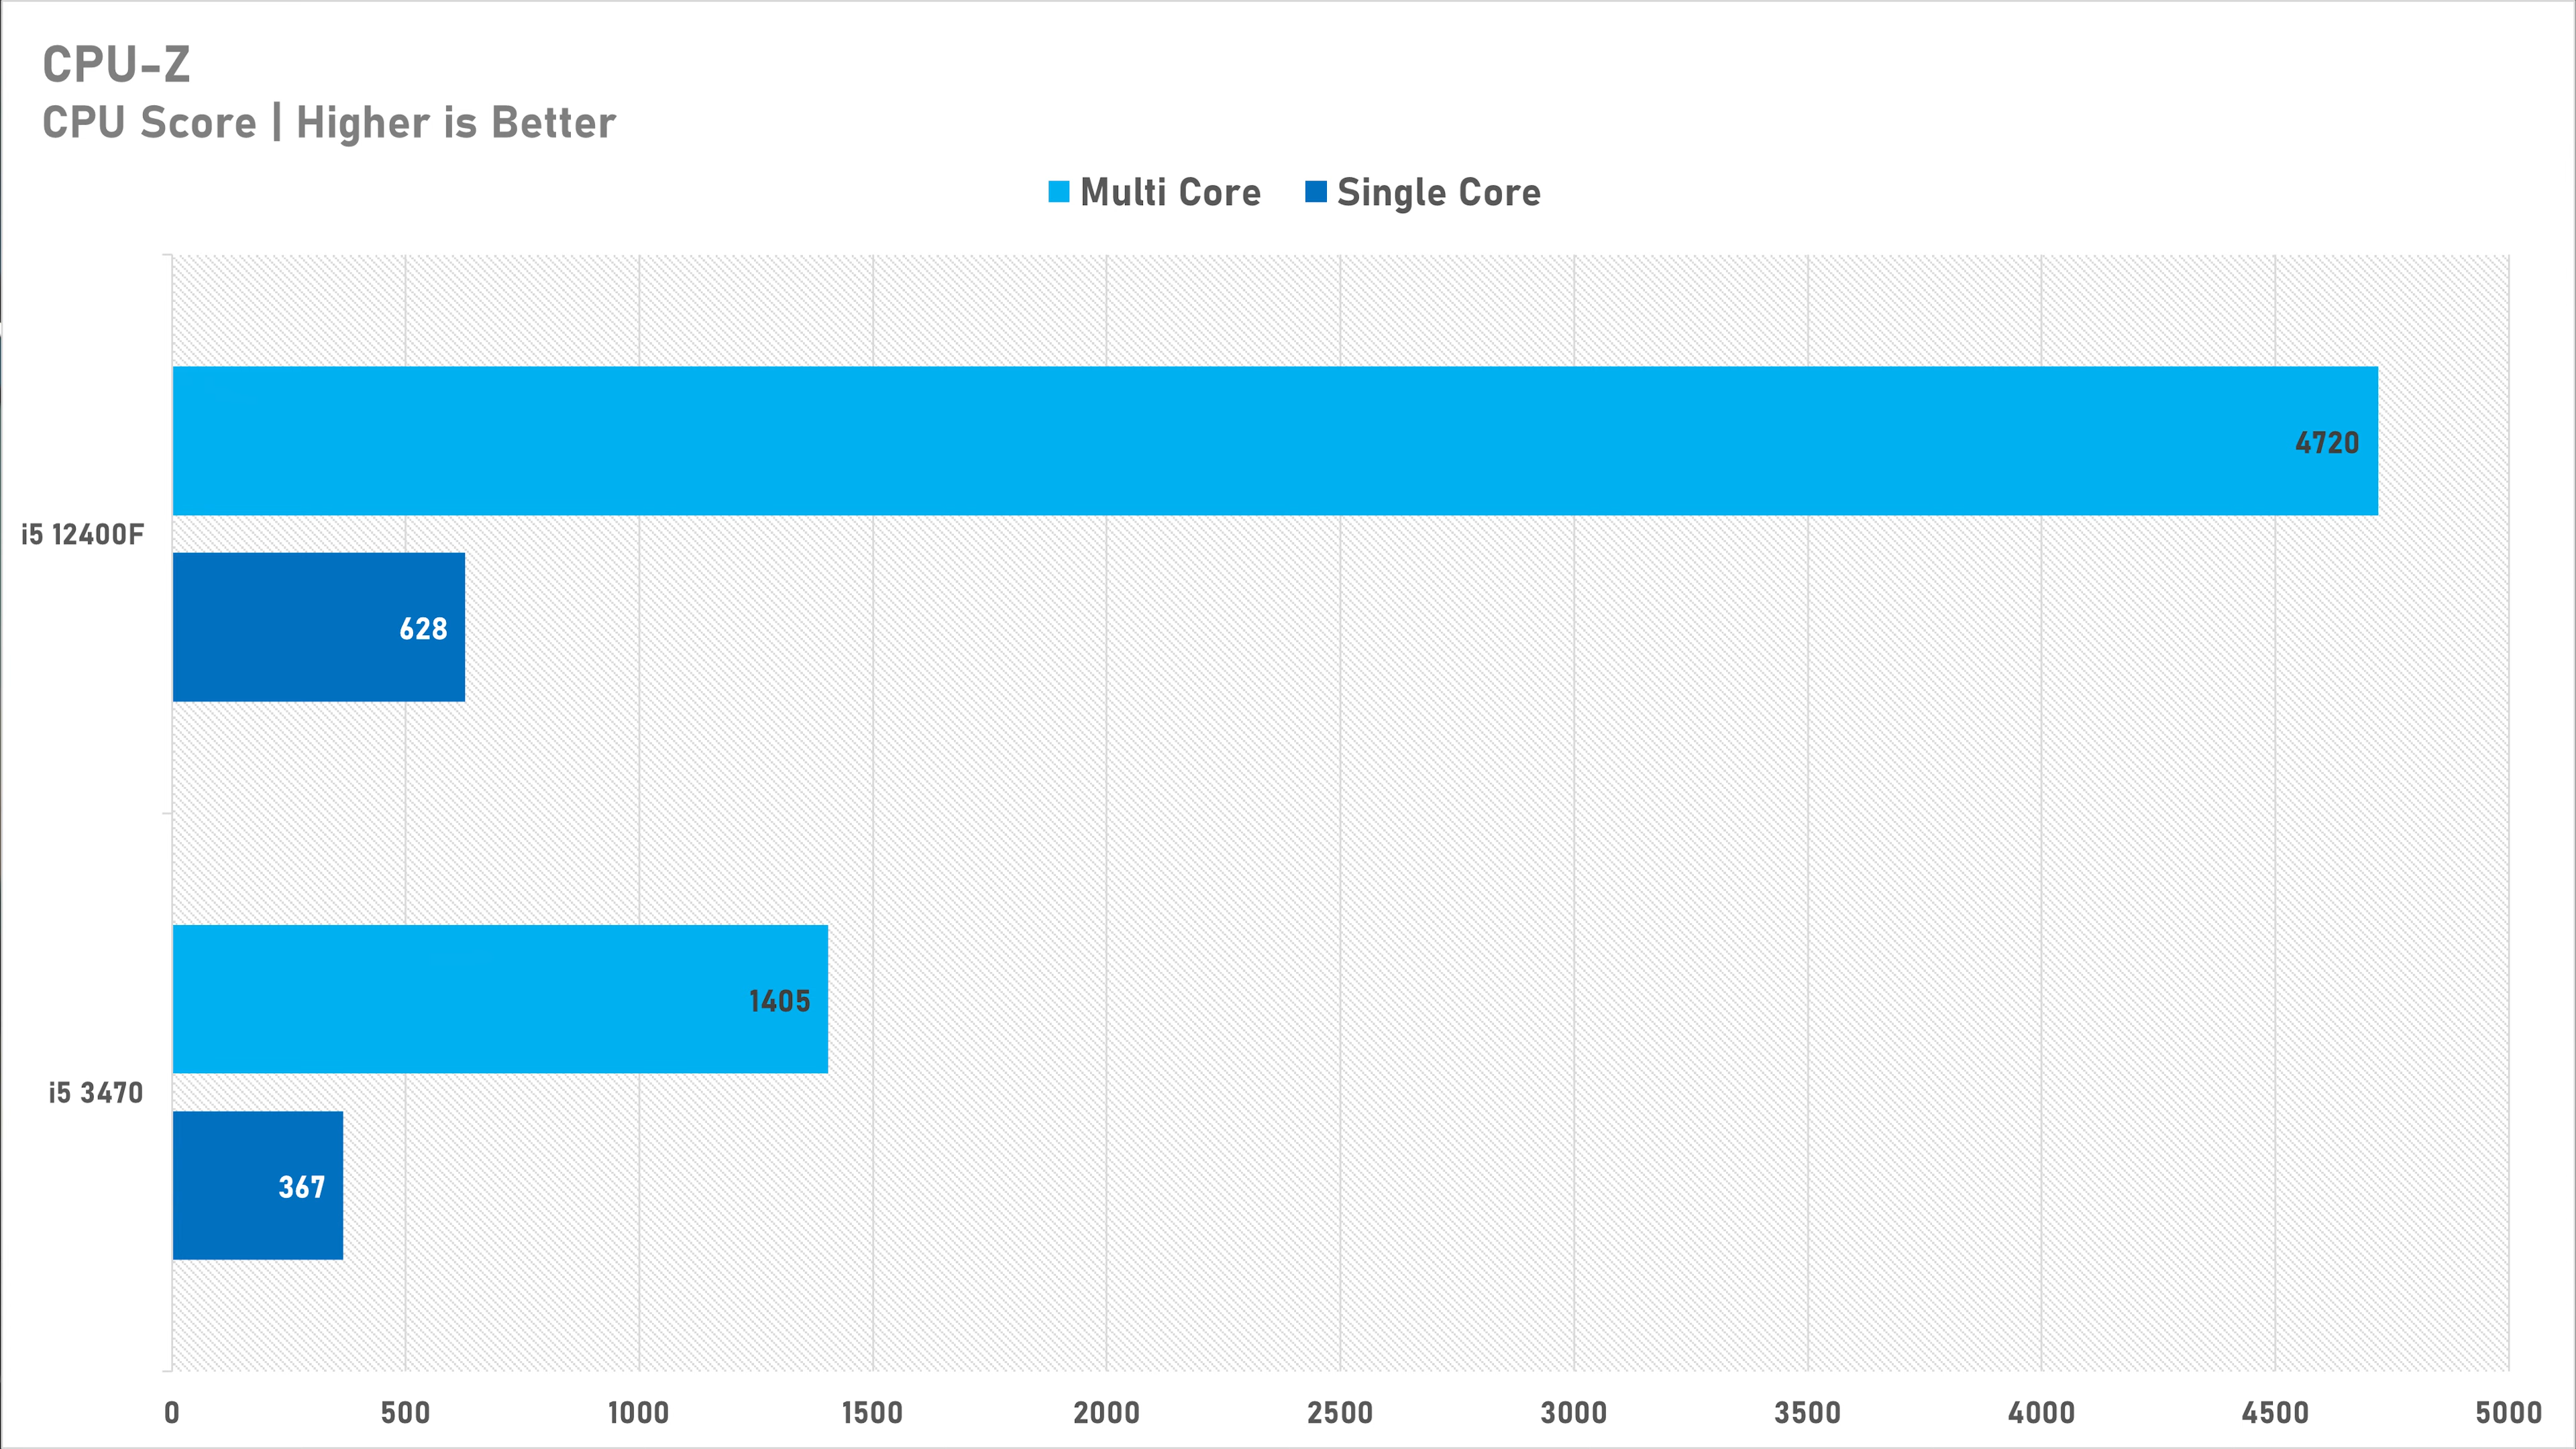 CPU-Z
CPU Score | Higher is Better
Multi Core Single Core
4720
i5 12400F
628
1405
i5 3470
367
0 500 1000 1500 2000 2500 3000 3500 4000 4500 5000